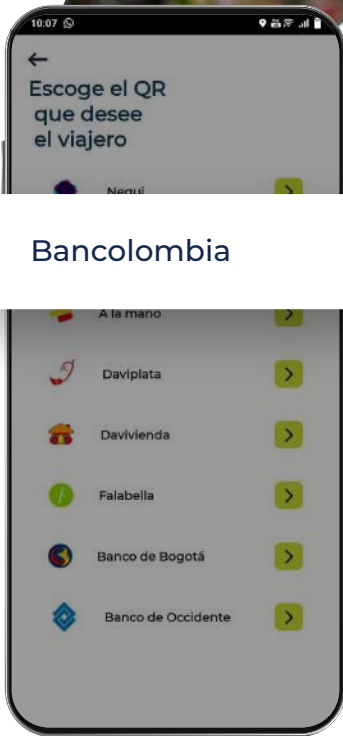 10:07
Escoge el QR
que desee
el viajero
Nequi
Bancolombia
A la mano
Daviplata
Davivienda
Falabella
Banco de Bogotá
Banco de Occidente